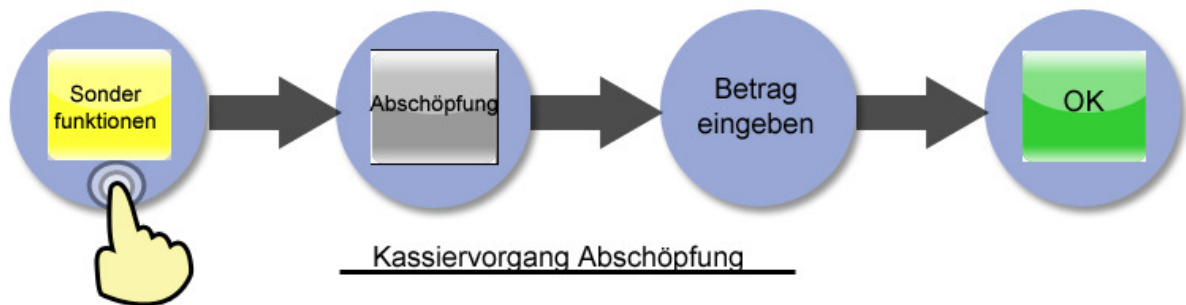 Sonder
funktionen
Abschöpfung
Betrag
eingeben
OK
Kassiervorgang Abschöpfung